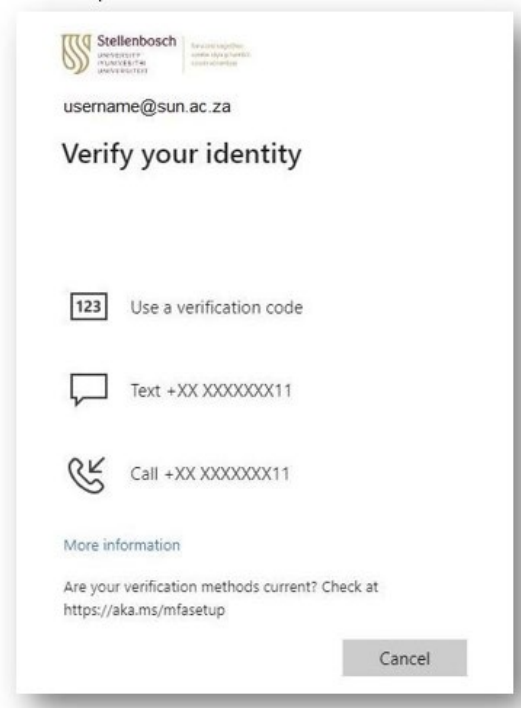 Stellenbosch
UNIVERSITY
IYUNIVESITHI
UNIVERSITEIT
username@sun.ac.za
Verify your identity
123
Use a verification code
Text +XX XXXXXXX11
Call +XX XXXXXXX11
More information
Are your verification methods current? Check at
https://aka.ms/mfasetup
Cancel